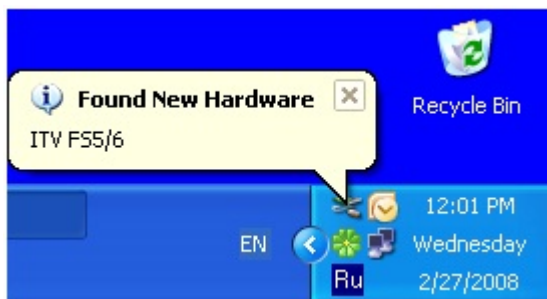 Found New Hardware
ITV FS5/6
Recycle Bin
12:01 PM
EN
Wednesday
Ru
2/27/2008